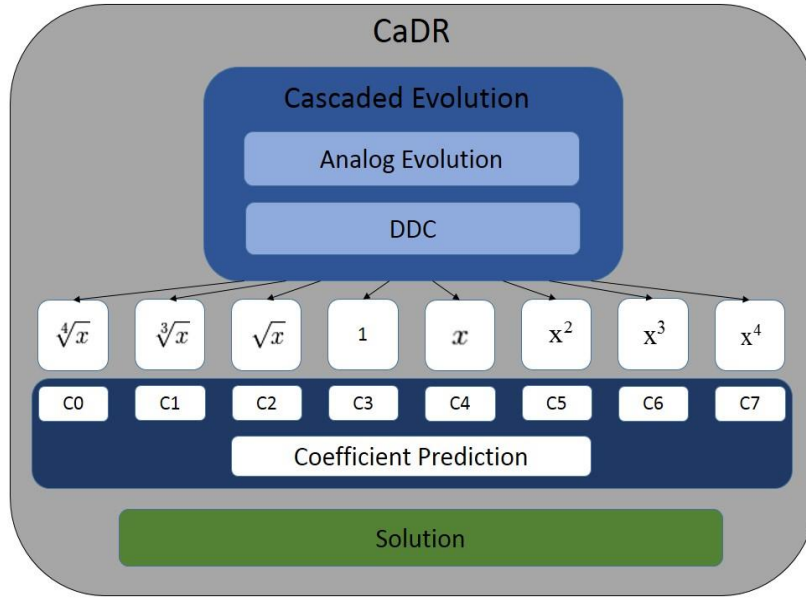 CaDR
Cascaded Evolution
Analog Evolution
DDC
∜x ∛x √x 1 x x² x³ x⁴
C0 C1 C2 C3 C4 C5 C6 C7
Coefficient Prediction
Solution